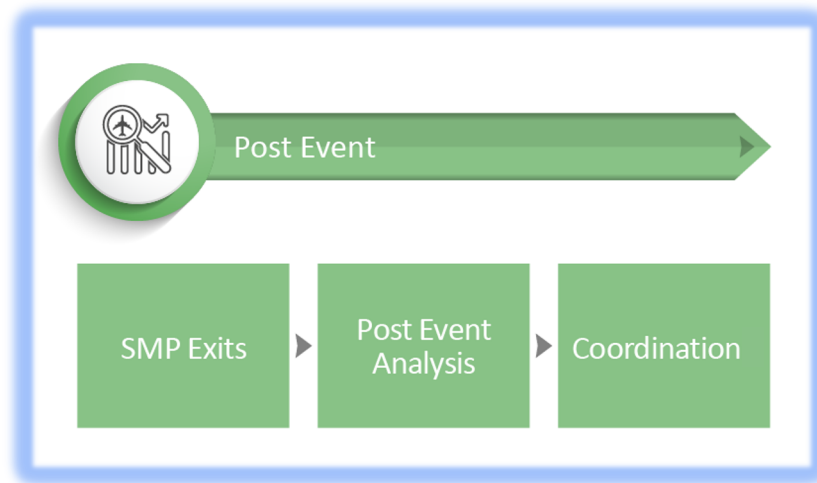 Post Event
SMP Exits
Post Event
Analysis
Coordination